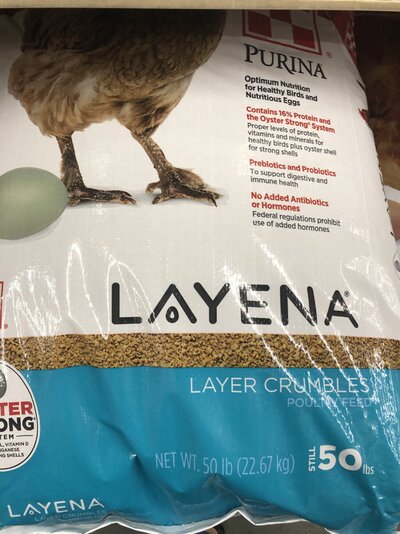 PURINA
Optimum Nutrition
for Healthy Birds and
Nutritious Eggs
Contains 16% Protein and
the Oyster Strong® System
Proper levels of protein,
vitamins and minerals for
healthy birds plus oyster shell
for strong shells
Prebiotics and Probiotics
To support digestive and
immune health
No Added Antibiotics
or Hormones
Federal regulations prohibit
use of added hormones
LAYENA®
LAYER CRUMBLES
POULTRY FEED
NET WT. 50 lb (22.67 kg)
STILL 50 lbs
VITAMIN D
LAYENA
LAYER CRUMBLES